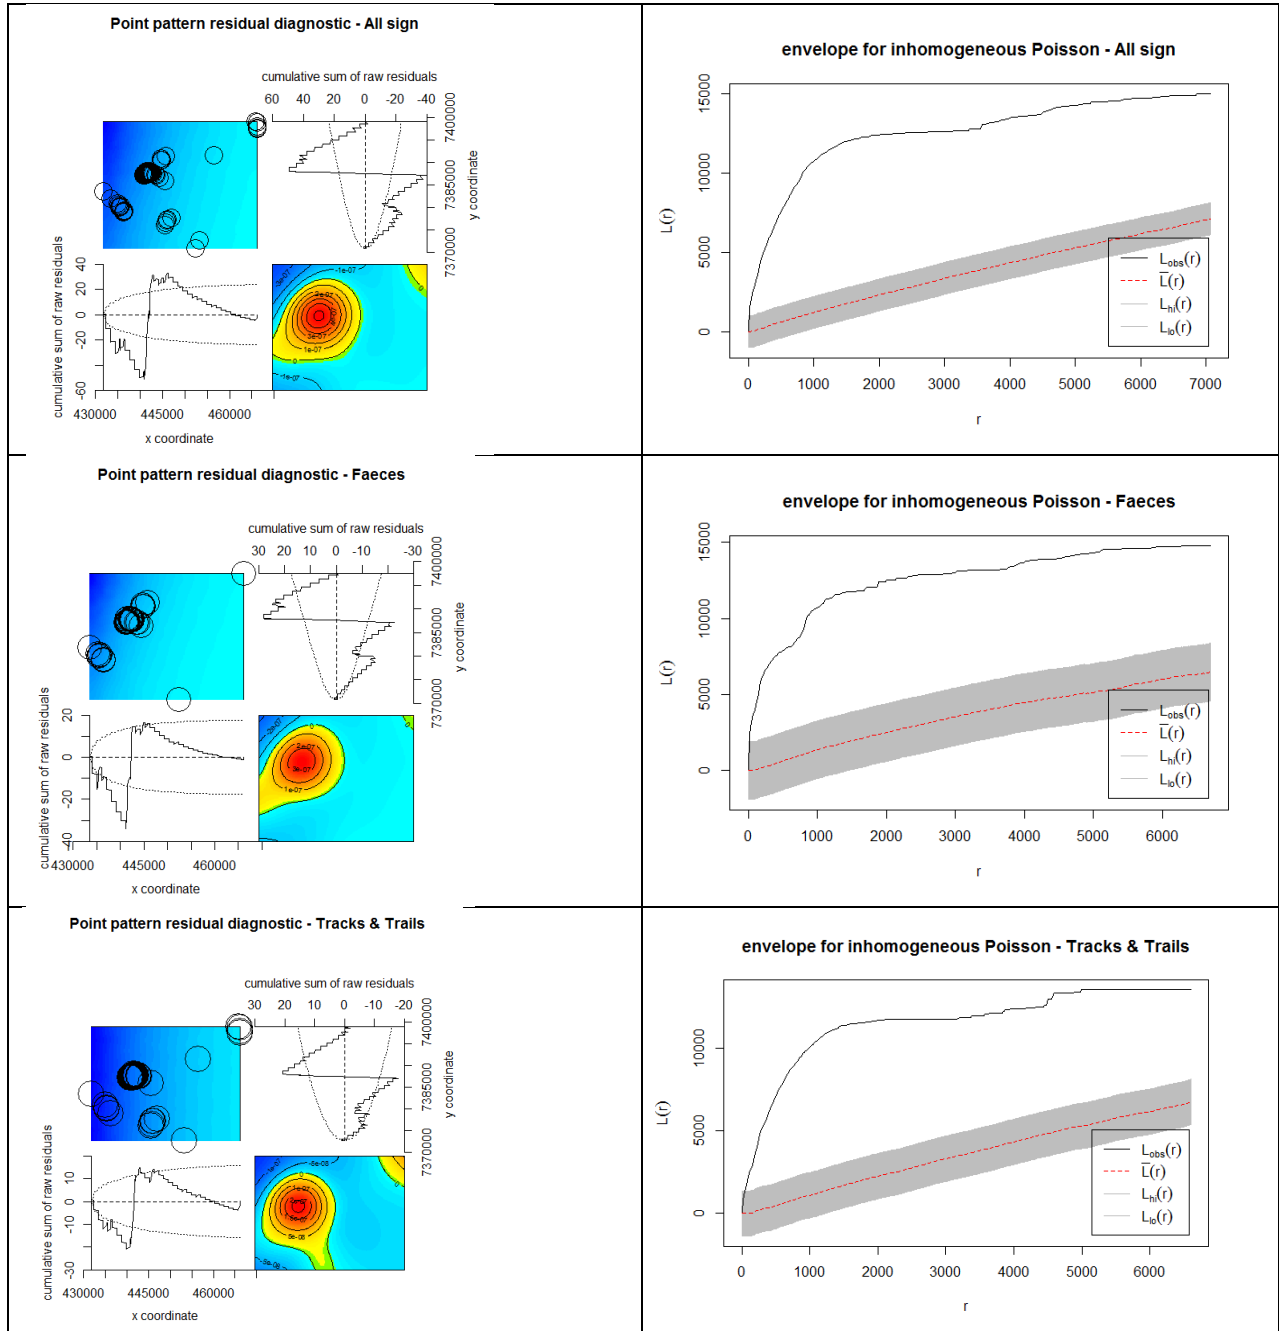 Point pattern residual diagnostic - All sign
cumulative sum of raw residuals
60 40 20 0 -20 -40
7370000 7385000 7400000
y coordinate
cumulative sum of raw residuals
-60 -20 0 20 40
430000 445000 460000
x coordinate
envelope for inhomogeneous Poisson - All sign
L(r)
0 5000 10000 15000
0 1000 2000 3000 4000 5000 6000 7000
r
Lobs(r)
L̄(r)
Lhi(r)
Llo(r)
Point pattern residual diagnostic - Faeces
cumulative sum of raw residuals
30 20 10 0 -10 -30
7370000 7385000 7400000
y coordinate
cumulative sum of raw residuals
-40 -20 0 20
430000 445000 460000
x coordinate
envelope for inhomogeneous Poisson - Faeces
L(r)
0 5000 10000 15000
0 1000 2000 3000 4000 5000 6000
r
Lobs(r)
L̄(r)
Lhi(r)
Llo(r)
Point pattern residual diagnostic - Tracks & Trails
cumulative sum of raw residuals
30 20 10 0 -10 -20
7370000 7385000 7400000
y coordinate
cumulative sum of raw residuals
-30 -10 0 10
430000 445000 460000
x coordinate
envelope for inhomogeneous Poisson - Tracks & Trails
L(r)
0 5000 10000
0 1000 2000 3000 4000 5000 6000
r
Lobs(r)
L̄(r)
Lhi(r)
Llo(r)